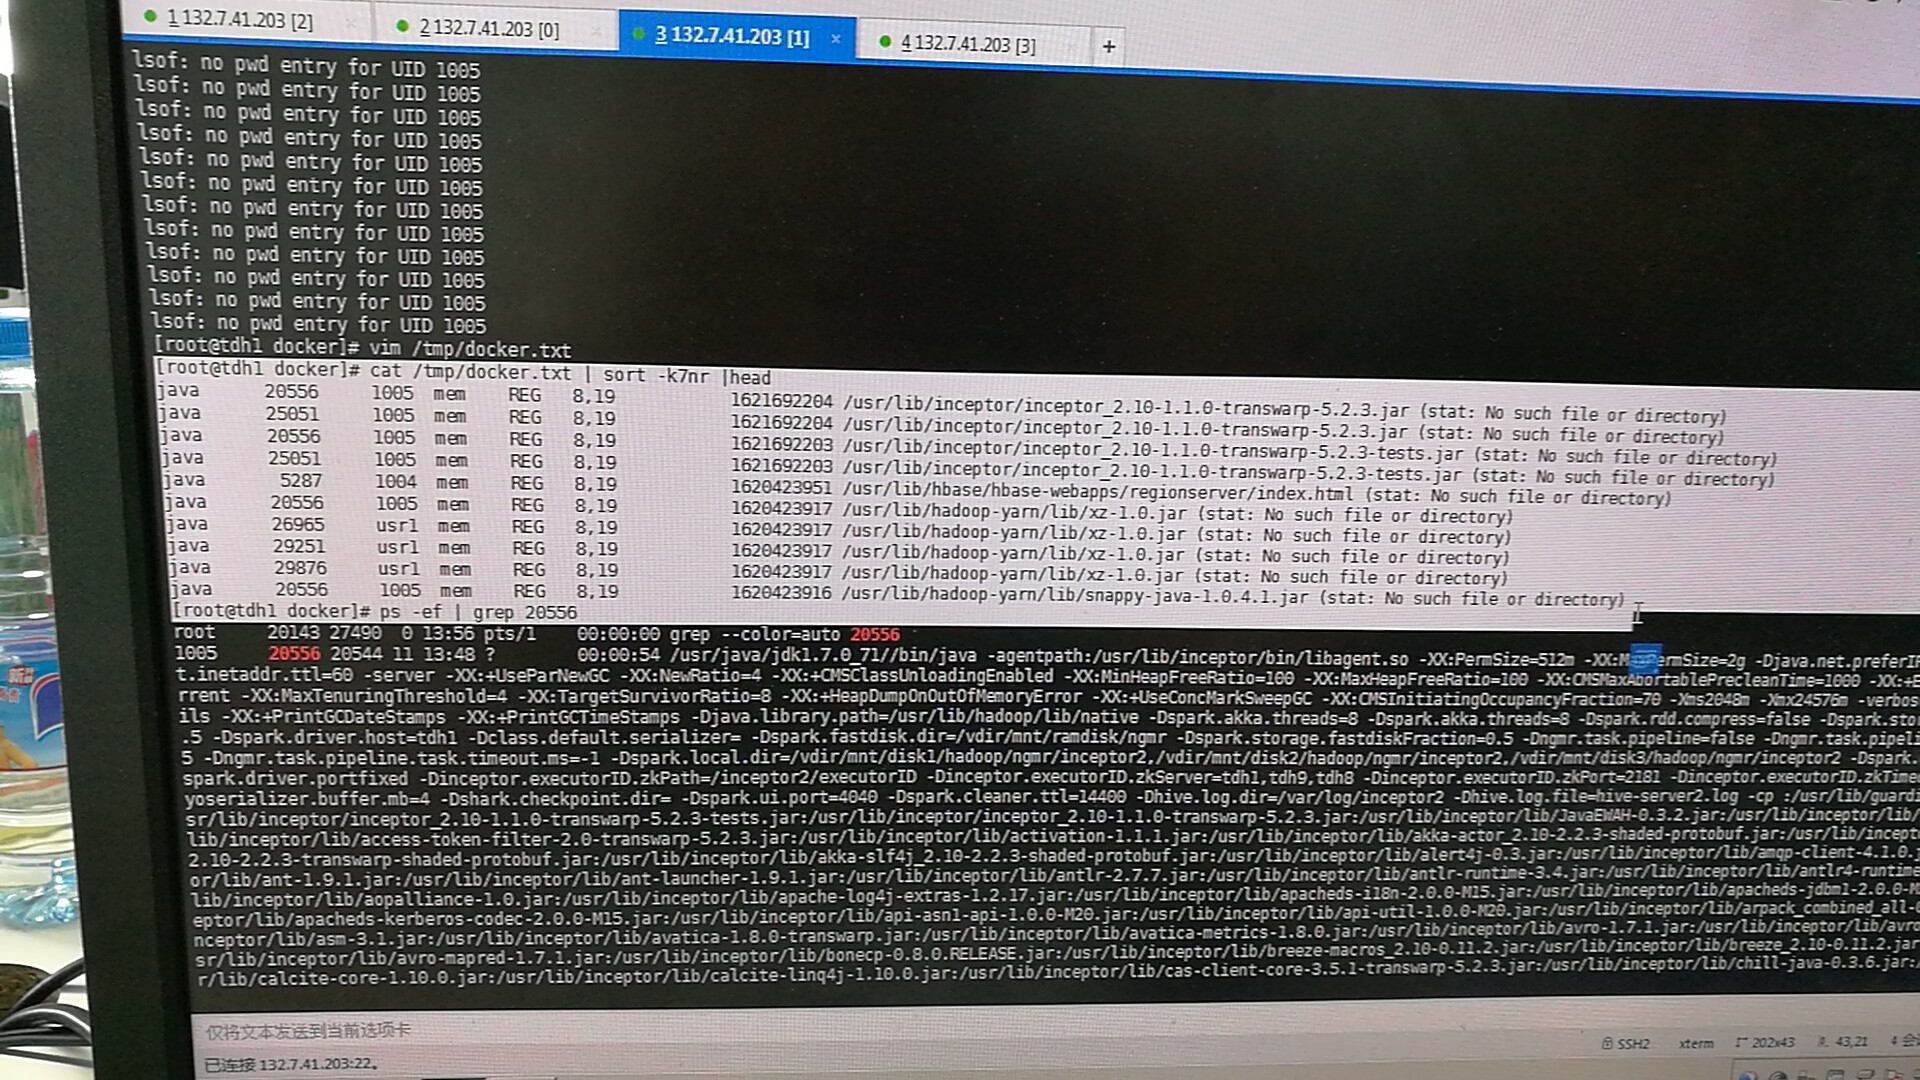 1 132.7.41.203 [2] × 2 132.7.41.203 [0] × 3 132.7.41.203 [1] × 4 132.7.41.203 [3] × +
lsof: no pwd entry for UID 1005
lsof: no pwd entry for UID 1005
lsof: no pwd entry for UID 1005
lsof: no pwd entry for UID 1005
lsof: no pwd entry for UID 1005
lsof: no pwd entry for UID 1005
lsof: no pwd entry for UID 1005
lsof: no pwd entry for UID 1005
lsof: no pwd entry for UID 1005
lsof: no pwd entry for UID 1005
lsof: no pwd entry for UID 1005
lsof: no pwd entry for UID 1005
[root@tdh1 docker]# vim /tmp/docker.txt
[root@tdh1 docker]# cat /tmp/docker.txt | sort -k7nr |head
java 20556 1005 mem REG 8,19 1621692204 /usr/lib/inceptor/inceptor_2.10-1.1.0-transwarp-5.2.3.jar (stat: No such file or directory)
java 25051 1005 mem REG 8,19 1621692204 /usr/lib/inceptor/inceptor_2.10-1.1.0-transwarp-5.2.3.jar (stat: No such file or directory)
java 20556 1005 mem REG 8,19 1621692203 /usr/lib/inceptor/inceptor_2.10-1.1.0-transwarp-5.2.3-tests.jar (stat: No such file or directory)
java 25051 1005 mem REG 8,19 1621692203 /usr/lib/inceptor/inceptor_2.10-1.1.0-transwarp-5.2.3-tests.jar (stat: No such file or directory)
java 5287 1004 mem REG 8,19 1620423951 /usr/lib/hbase/hbase-webapps/regionserver/index.html (stat: No such file or directory)
java 20556 1005 mem REG 8,19 1620423917 /usr/lib/hadoop-yarn/lib/xz-1.0.jar (stat: No such file or directory)
java 26965 usr1 mem REG 8,19 1620423917 /usr/lib/hadoop-yarn/lib/xz-1.0.jar (stat: No such file or directory)
java 29251 usr1 mem REG 8,19 1620423917 /usr/lib/hadoop-yarn/lib/xz-1.0.jar (stat: No such file or directory)
java 29876 usr1 mem REG 8,19 1620423917 /usr/lib/hadoop-yarn/lib/xz-1.0.jar (stat: No such file or directory)
java 20556 1005 mem REG 8,19 1620423916 /usr/lib/hadoop-yarn/lib/snappy-java-1.0.4.1.jar (stat: No such file or directory)
[root@tdh1 docker]# ps -ef | grep 20556
root 20143 27490 0 13:56 pts/1 00:00:00 grep --color=auto 20556
1005 20556 20544 11 13:48 ? 00:00:54 /usr/java/jdk1.7.0_71//bin/java -agentpath:/usr/lib/inceptor/bin/libagent.so -XX:PermSize=512m -XX:MaxPermSize=2g -Djava.net.preferIP
t.inetaddr.ttl=60 -server -XX:+UseParNewGC -XX:NewRatio=4 -XX:+CMSClassUnloadingEnabled -XX:MinHeapFreeRatio=100 -XX:MaxHeapFreeRatio=100 -XX:CMSMaxAbortablePrecleanTime=1000 -XX:+E
rrent -XX:MaxTenuringThreshold=4 -XX:TargetSurvivorRatio=8 -XX:+HeapDumpOnOutOfMemoryError -XX:+UseConcMarkSweepGC -XX:CMSInitiatingOccupancyFraction=70 -Xms2048m -Xmx24576m -verbos
ils -XX:+PrintGCDateStamps -XX:+PrintGCTimeStamps -Djava.library.path=/usr/lib/hadoop/lib/native -Dspark.akka.threads=8 -Dspark.akka.threads=8 -Dspark.rdd.compress=false -Dspark.sto
.5 -Dspark.driver.host=tdh1 -Dclass.default.serializer= -Dspark.fastdisk.dir=/vdir/mnt/ramdisk/ngmr -Dspark.storage.fastdiskFraction=0.5 -Dngmr.task.pipeline=false -Dngmr.task.pipeli
5 -Dngmr.task.pipeline.task.timeout.ms=-1 -Dspark.local.dir=/vdir/mnt/disk1/hadoop/ngmr/inceptor2,/vdir/mnt/disk2/hadoop/ngmr/inceptor2,/vdir/mnt/disk3/hadoop/ngmr/inceptor2 -Dspark.
spark.driver.portfixed -Dinceptor.executorID.zkPath=/inceptor2/executorID -Dinceptor.executorID.zkServer=tdh1,tdh9,tdh8 -Dinceptor.executorID.zkPort=2181 -Dinceptor.executorID.zkTime
yoserializer.buffer.mb=4 -Dshark.checkpoint.dir= -Dspark.ui.port=4040 -Dspark.cleaner.ttl=14400 -Dhive.log.dir=/var/log/inceptor2 -Dhive.log.file=hive-server2.log -cp :/usr/lib/guardi
sr/lib/inceptor/inceptor_2.10-1.1.0-transwarp-5.2.3-tests.jar:/usr/lib/inceptor/inceptor_2.10-1.1.0-transwarp-5.2.3.jar:/usr/lib/inceptor/lib/JavaEWAH-0.3.2.jar:/usr/lib/inceptor/lib/
lib/inceptor/lib/access-token-filter-2.0-transwarp-5.2.3.jar:/usr/lib/inceptor/lib/activation-1.1.1.jar:/usr/lib/inceptor/lib/akka-actor_2.10-2.2.3-shaded-protobuf.jar:/usr/lib/incepto
2.10-2.2.3-transwarp-shaded-protobuf.jar:/usr/lib/inceptor/lib/akka-slf4j_2.10-2.2.3-shaded-protobuf.jar:/usr/lib/inceptor/lib/alert4j-0.3.jar:/usr/lib/inceptor/lib/amqp-client-4.1.0.j
or/lib/ant-1.9.1.jar:/usr/lib/inceptor/lib/ant-launcher-1.9.1.jar:/usr/lib/inceptor/lib/antlr-2.7.7.jar:/usr/lib/inceptor/lib/antlr-runtime-3.4.jar:/usr/lib/inceptor/lib/antlr4-runtime
lib/inceptor/lib/aopalliance-1.0.jar:/usr/lib/inceptor/lib/apache-log4j-extras-1.2.17.jar:/usr/lib/inceptor/lib/apacheds-i18n-2.0.0-M15.jar:/usr/lib/inceptor/lib/apacheds-jdbm1-2.0.0-M
eptor/lib/apacheds-kerberos-codec-2.0.0-M15.jar:/usr/lib/inceptor/lib/api-asn1-api-1.0.0-M20.jar:/usr/lib/inceptor/lib/api-util-1.0.0-M20.jar:/usr/lib/inceptor/lib/arpack_combined_all-0
nceptor/lib/asm-3.1.jar:/usr/lib/inceptor/lib/avatica-1.8.0-transwarp.jar:/usr/lib/inceptor/lib/avatica-metrics-1.8.0.jar:/usr/lib/inceptor/lib/avro-1.7.1.jar:/usr/lib/inceptor/lib/avro
sr/lib/inceptor/lib/avro-mapred-1.7.1.jar:/usr/lib/inceptor/lib/bonecp-0.8.0.RELEASE.jar:/usr/lib/inceptor/lib/breeze-macros_2.10-0.11.2.jar:/usr/lib/inceptor/lib/breeze_2.10-0.11.2.jar
r/lib/calcite-core-1.10.0.jar:/usr/lib/inceptor/lib/calcite-linq4j-1.10.0.jar:/usr/lib/inceptor/lib/cas-client-core-3.5.1-transwarp-5.2.3.jar:/usr/lib/inceptor/lib/chill-java-0.3.6.jar:/
仅将文本发送到当前选项卡
已连接 132.7.41.203:22。 SSH2 xterm 202x43 43,21 4 会